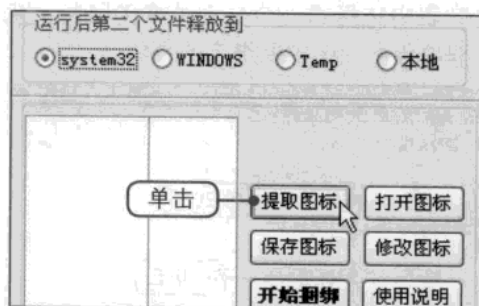 运行后第二个文件释放到
system32 WINDOWS Temp 本地
单击 提取图标 打开图标
保存图标 修改图标
开始捆绑 使用说明